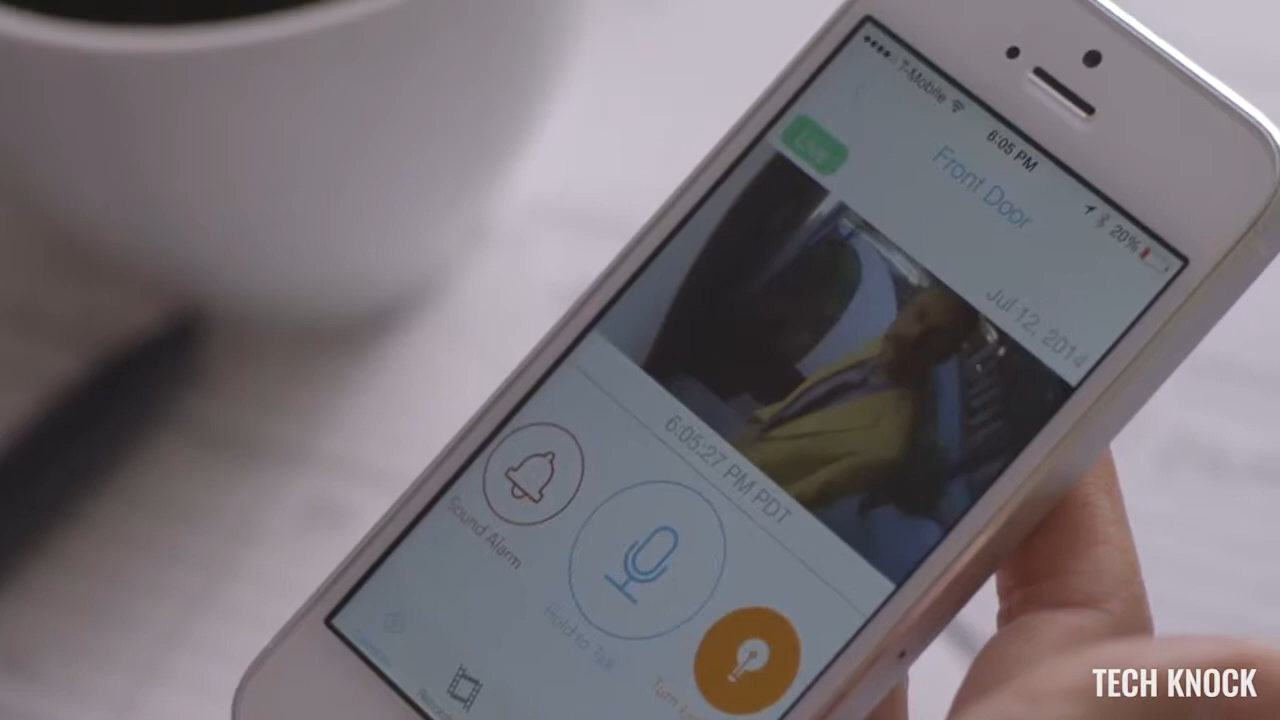 T-Mobile
6:05 PM
20%
Live
Front Door
Jul 12, 2014
6:05:27 PM PDT
Sound Alarm
Hold to Talk
Turn
TECH KNOCK